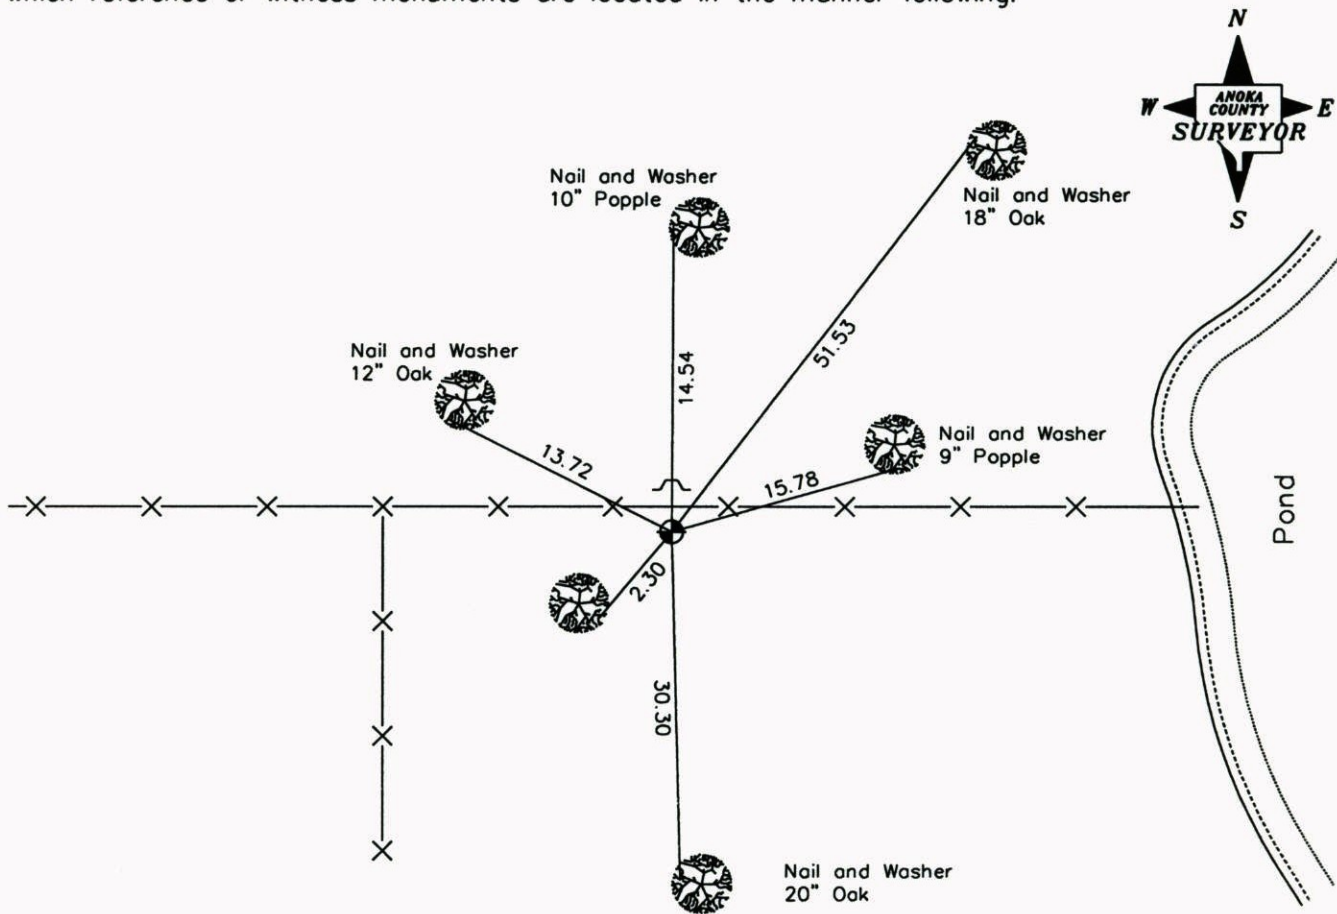 which reference or witness monuments are located in the manner following:
N
W
ANOKA
COUNTY
E
SURVEYOR
S
Nail and Washer
10" Popple
Nail and Washer
18" Oak
51.53
14.54
Nail and Washer
12" Oak
13.72
Nail and Washer
9" Popple
15.78
Pond
2.30
30.30
Nail and Washer
20" Oak